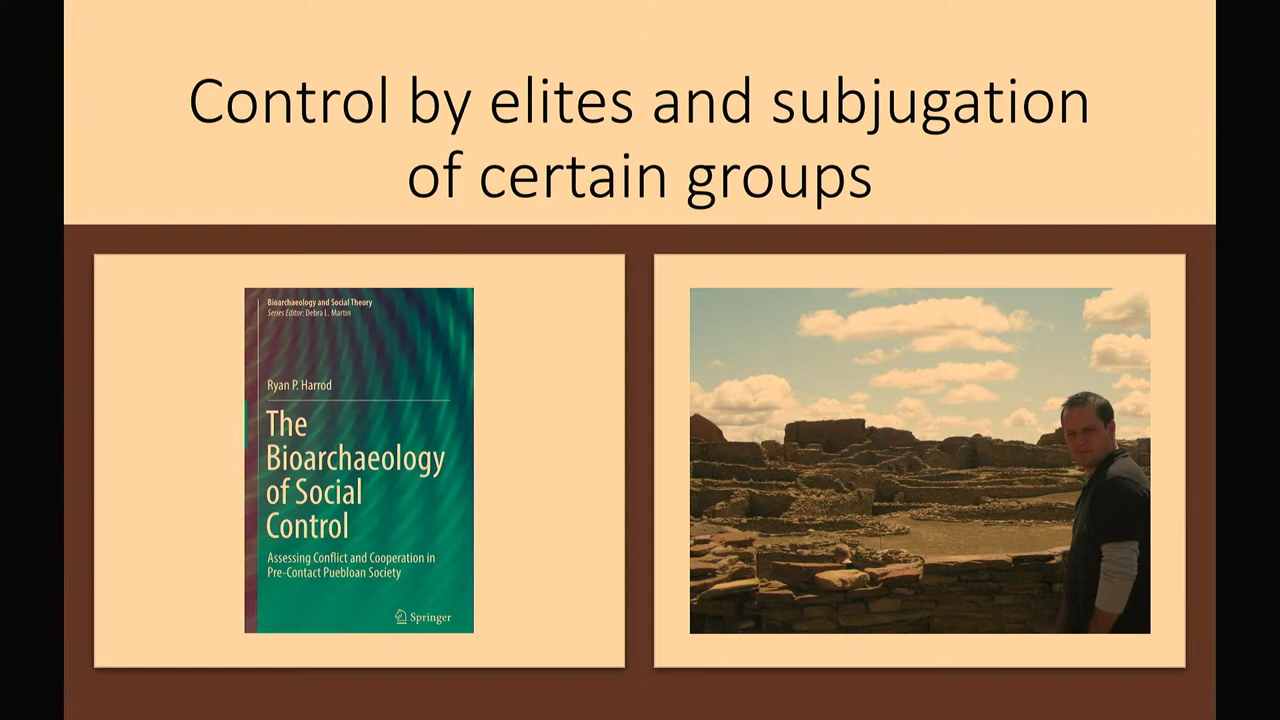 Control by elites and subjugation
of certain groups
Bioarchaeology and Social Theory
Series Editor: Debra L. Martin
Ryan P. Harrod
The
Bioarchaeology
of Social
Control
Assessing Conflict and Cooperation in
Pre-Contact Puebloan Society
Springer